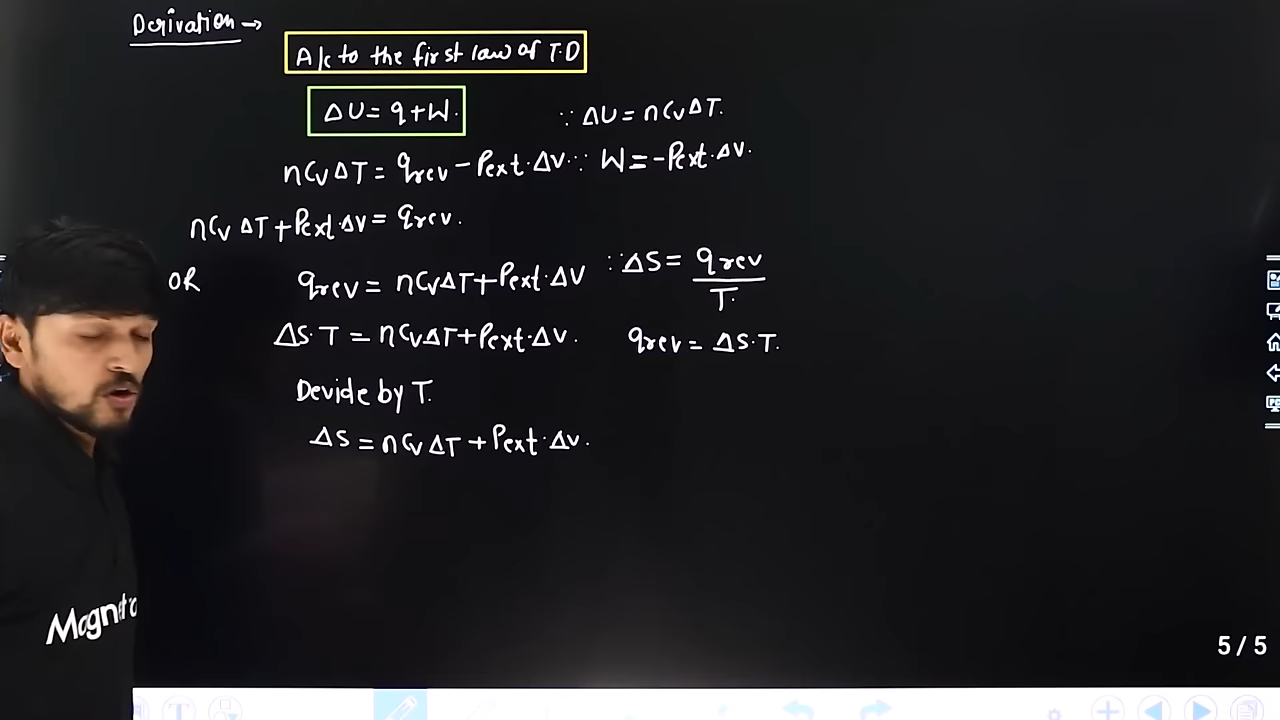 Derivation →
A/c to the first law of T.D
ΔU = q + W.
∵ ΔU = nCvΔT.
nCvΔT = qrev − Pext·ΔV
∵ W = −Pext·ΔV.
nCvΔT + Pext·ΔV = qrev.
OR
qrev = nCvΔT + Pext·ΔV
∵ ΔS = qrev / T.
ΔS·T = nCvΔT + Pext·ΔV.
qrev = ΔS·T.
Devide by T.
ΔS = nCvΔT + Pext·ΔV.
5 / 5